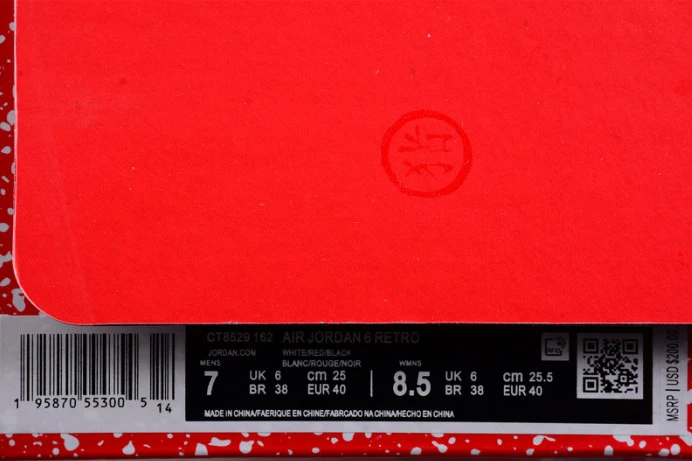 CT8529 162 AIR JORDAN 6 RETRO
JORDAN.COM WHITE/RED/BLACK
BLANC/ROUGE/NOIR
MENS WMNS
7 UK 6 cm 25 8.5 UK 6 cm 25.5
BR 38 EUR 40 BR 38 EUR 40
MADE IN CHINA/FABRIQUE EN CHINE/FABRICADO NA CHINA/HECHO EN CHINA
1 95870 55300 5 14
MSRP | USD $200.00